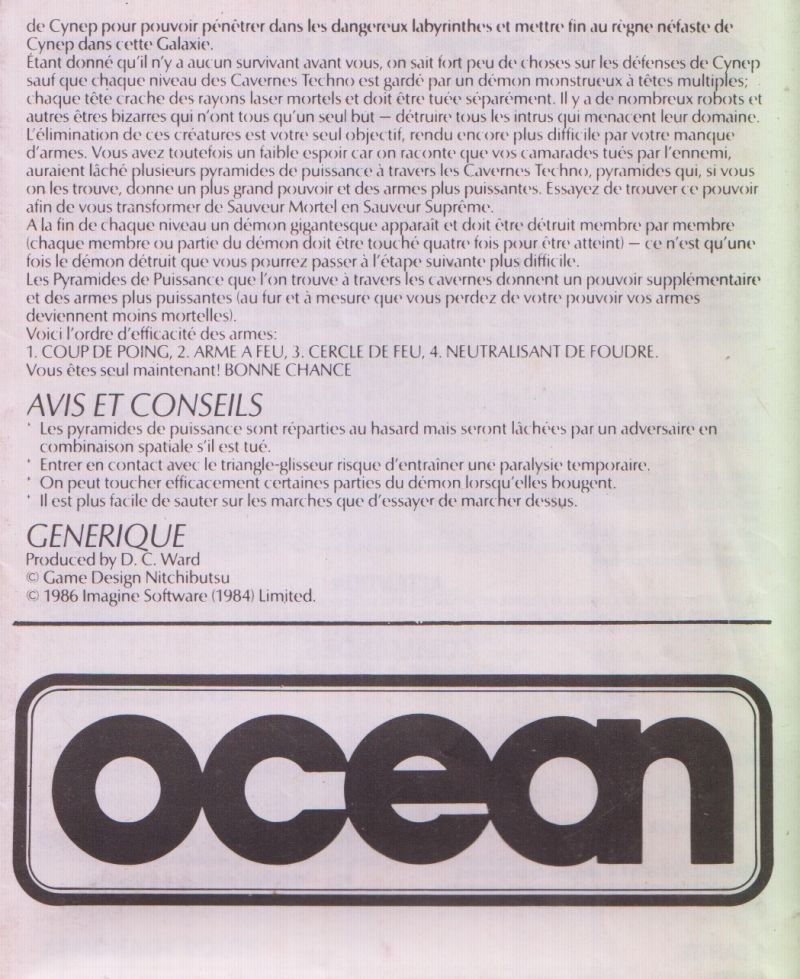 de Cynep pour pouvoir pénétrer dans les dangereux labyrinthes et mettre fin au règne néfaste de
Cynep dans cette Galaxie.
Étant donné qu'il n'y a aucun survivant avant vous, on sait fort peu de choses sur les défenses de Cynep
sauf que chaque niveau des Cavernes Techno est gardé par un démon monstrueux à têtes multiples;
chaque tête crache des rayons laser mortels et doit être tuée séparément. Il y a de nombreux robots et
autres êtres bizarres qui n'ont tous qu'un seul but — détruire tous les intrus qui menacent leur domaine.
L'élimination de ces créatures est votre seul objectif, rendu encore plus difficile par votre manque
d'armes. Vous avez toutefois un faible espoir car on raconte que vos camarades tués par l'ennemi,
auraient lâché plusieurs pyramides de puissance à travers les Cavernes Techno, pyramides qui, si vous
on les trouve, donne un plus grand pouvoir et des armes plus puissantes. Essayez de trouver ce pouvoir
afin de vous transformer de Sauveur Mortel en Sauveur Suprême.
A la fin de chaque niveau un démon gigantesque apparaît et doit être détruit membre par membre
(chaque membre ou partie du démon doit être touché quatre fois pour être atteint) — ce n'est qu'une
fois le démon détruit que vous pourrez passer à l'étape suivante plus difficile.
Les Pyramides de Puissance que l'on trouve à travers les cavernes donnent un pouvoir supplémentaire
et des armes plus puissantes (au fur et à mesure que vous perdez de votre pouvoir vos armes
deviennent moins mortelles).
Voici l'ordre d'efficacité des armes:
1. COUP DE POING, 2. ARME A FEU, 3. CERCLE DE FEU, 4. NEUTRALISANT DE FOUDRE.
Vous êtes seul maintenant! BONNE CHANCE
AVIS ET CONSEILS
* Les pyramides de puissance sont réparties au hasard mais seront lâchées par un adversaire en
combinaison spatiale s'il est tué.
* Entrer en contact avec le triangle-glisseur risque d'entraîner une paralysie temporaire.
* On peut toucher efficacement certaines parties du démon lorsqu'elles bougent.
* Il est plus facile de sauter sur les marches que d'essayer de marcher dessus.
GENERIQUE
Produced by D. C. Ward
© Game Design Nitchibutsu
© 1986 Imagine Software (1984) Limited.
ocean